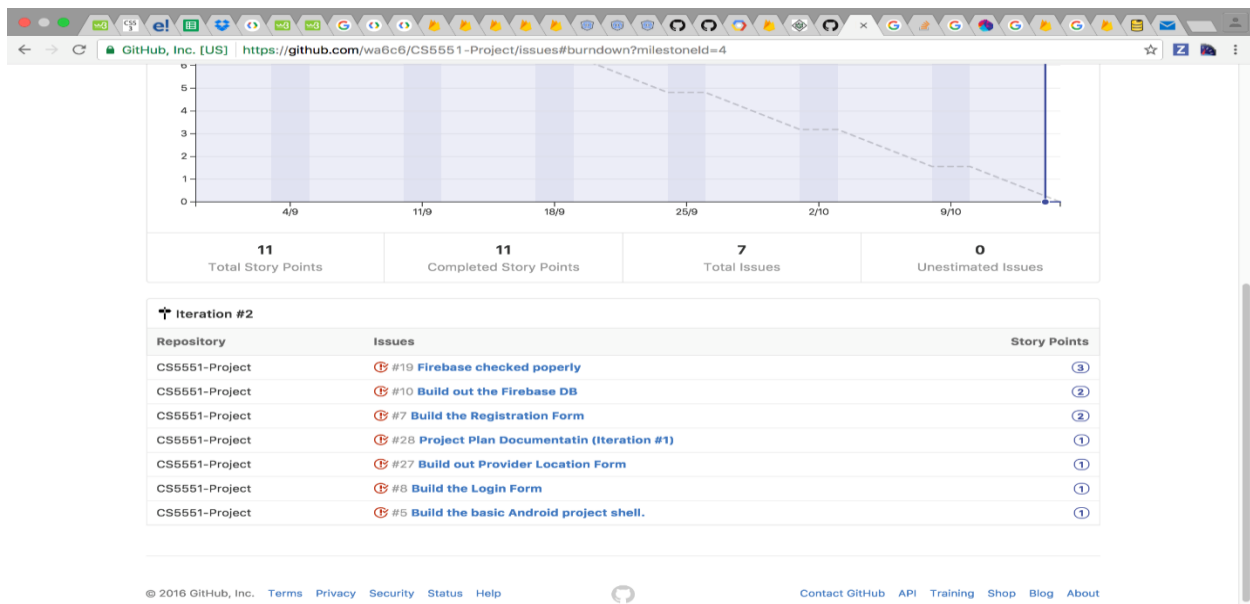 CS5
5
e!
w3
w3
w3
GitHub, Inc. [US] https://github.com/wa6c6/CS5551-Project/issues#burndown?milestoneId=4
Z
6
5
4
3
2
1
0
4/9 11/9 18/9 25/9 2/10 9/10
11 11 7 0
Total Story Points Completed Story Points Total Issues Unestimated Issues
Iteration #2
Repository Issues Story Points
CS5551-Project #19 Firebase checked poperly 3
CS5551-Project #10 Build out the Firebase DB 2
CS5551-Project #7 Build the Registration Form 2
CS5551-Project #28 Project Plan Documentatin (Iteration #1) 1
CS5551-Project #27 Build out Provider Location Form 1
CS5551-Project #8 Build the Login Form 1
CS5551-Project #5 Build the basic Android project shell. 1
© 2016 GitHub, Inc. Terms Privacy Security Status Help Contact GitHub API Training Shop Blog About